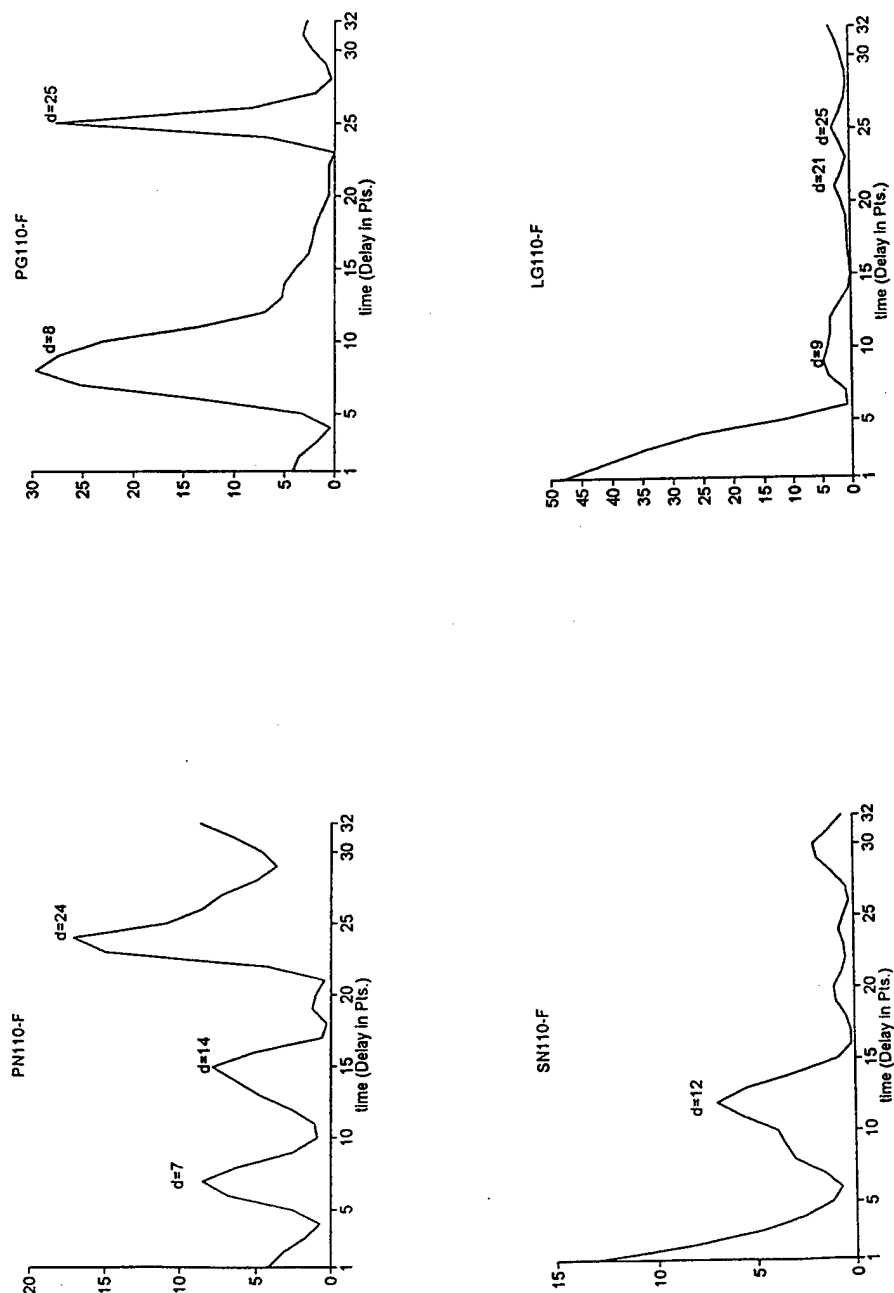 PN110-F
20
15
10
5
0
d=7
d=14
d=24
1 5 10 15 20 25 30 32
time (Delay in Pts.)
PG110-F
30
25
20
15
10
5
0
d=8
d=25
1 5 10 15 20 25 30 32
time (Delay in Pts.)
SN110-F
15
10
5
0
d=12
1 5 10 15 20 25 30 32
time (Delay in Pts.)
LG110-F
50
45
40
35
30
25
20
15
10
5
0
d=9
d=21
d=25
1 5 10 15 20 25 30 32
time (Delay in Pts.)